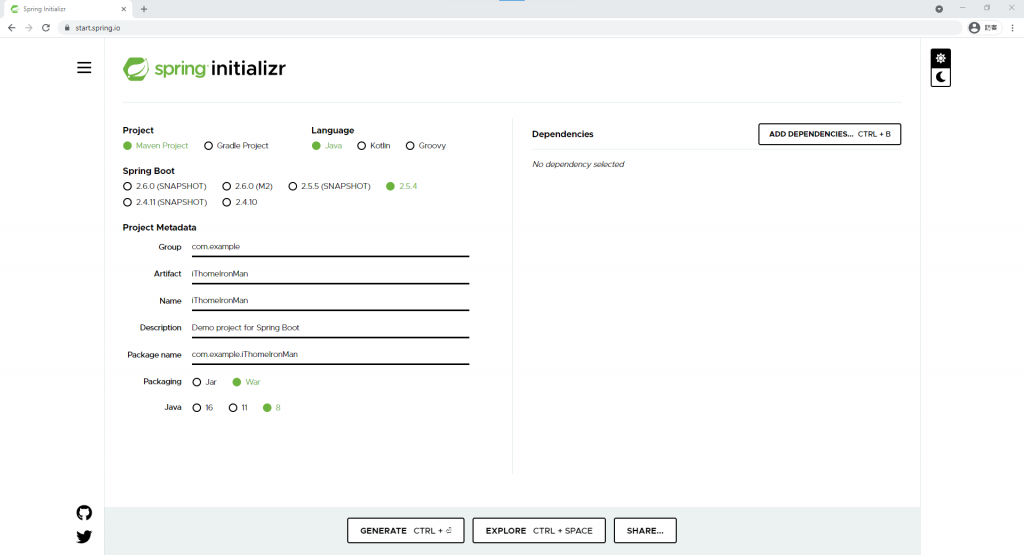 Spring Initializr
start.spring.io
訪客
spring initializr
Project
Maven Project Gradle Project
Language
Java Kotlin Groovy
Spring Boot
2.6.0 (SNAPSHOT) 2.6.0 (M2) 2.5.5 (SNAPSHOT) 2.5.4
2.4.11 (SNAPSHOT) 2.4.10
Project Metadata
Group com.example
Artifact iThomeIronMan
Name iThomeIronMan
Description Demo project for Spring Boot
Package name com.example.iThomeIronMan
Packaging Jar War
Java 16 11 8
Dependencies
ADD DEPENDENCIES... CTRL + B
No dependency selected
GENERATE CTRL + ⏎
EXPLORE CTRL + SPACE
SHARE...